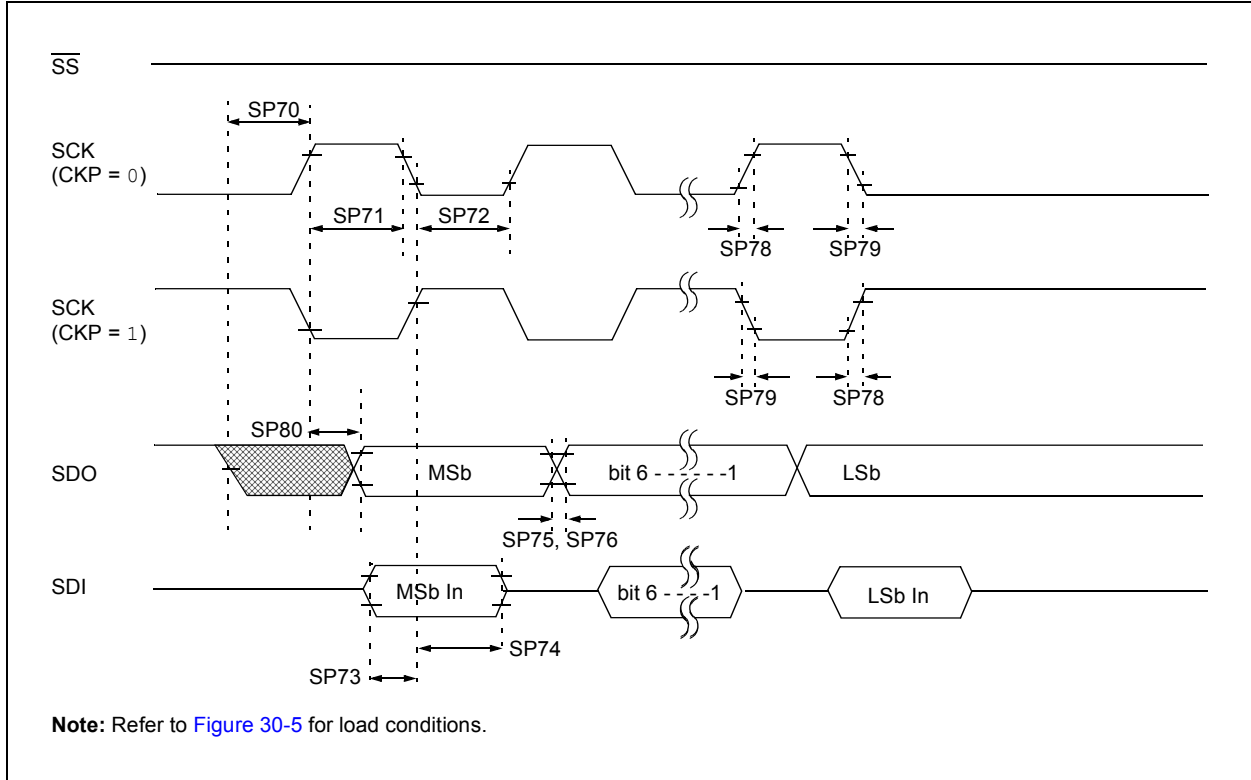 SS
SP70
SCK
(CKP = 0)
SP71
SP72
SP78
SP79
SCK
(CKP = 1)
SP79
SP78
SP80
SDO
MSb
bit 6 - - - - - -1
LSb
SP75, SP76
SDI
MSb In
bit 6 - - - -1
LSb In
SP74
SP73
Note: Refer to Figure 30-5 for load conditions.